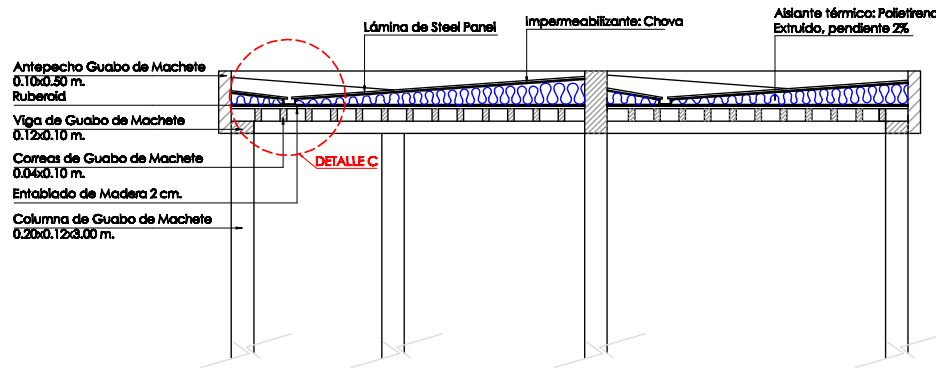 Lámina de Steel Panel
Impermeabilizante: Chova
Aislante térmico: Polietireno
Extruido, pendiente 2%
Antepecho Guabo de Machete
0.10x0.50 m.
Ruberoid
Viga de Guabo de Machete
0.12x0.10 m.
Correas de Guabo de Machete
0.04x0.10 m.
DETALLE C
Entablado de Madera 2 cm.
Columna de Guabo de Machete
0.20x0.12x3.00 m.